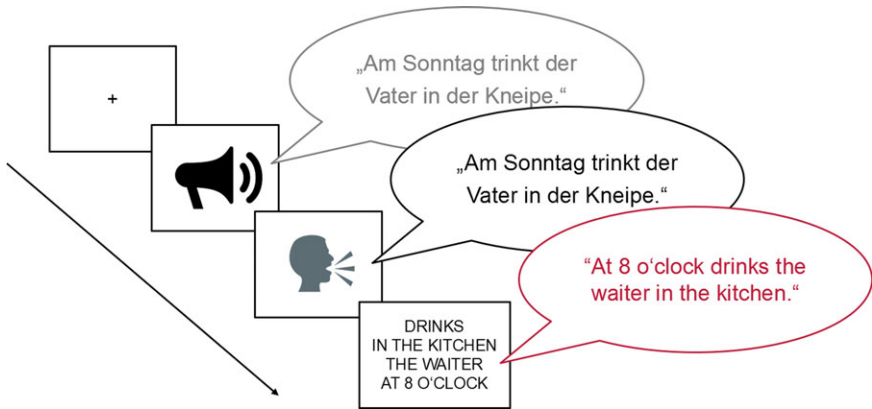 +
„Am Sonntag trinkt der
Vater in der Kneipe.“
„Am Sonntag trinkt der
Vater in der Kneipe.“
“At 8 o‘clock drinks the
waiter in the kitchen.“
DRINKS
IN THE KITCHEN
THE WAITER
AT 8 O‘CLOCK